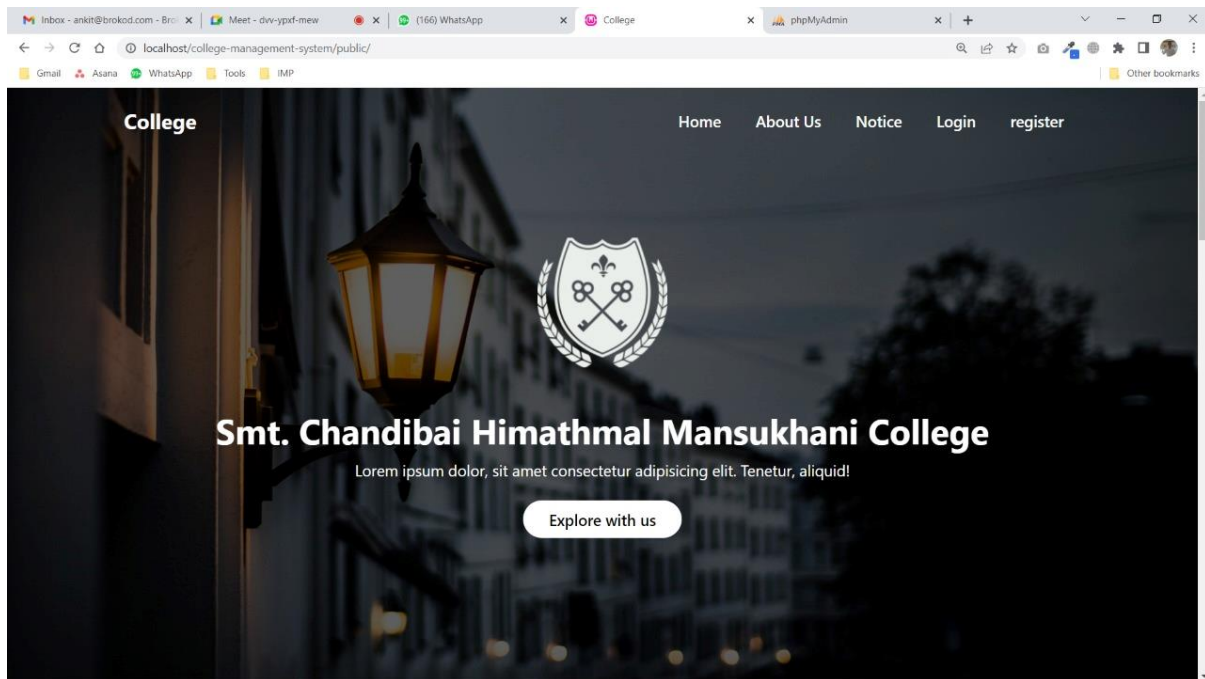 Inbox - ankit@brokod.com - Bro
Meet - dvv-ypxf-mew
(166) WhatsApp
College
phpMyAdmin
localhost/college-management-system/public/
Gmail Asana WhatsApp Tools IMP Other bookmarks
College Home About Us Notice Login register
Smt. Chandibai Himathmal Mansukhani College
Lorem ipsum dolor, sit amet consectetur adipisicing elit. Tenetur, aliquid!
Explore with us